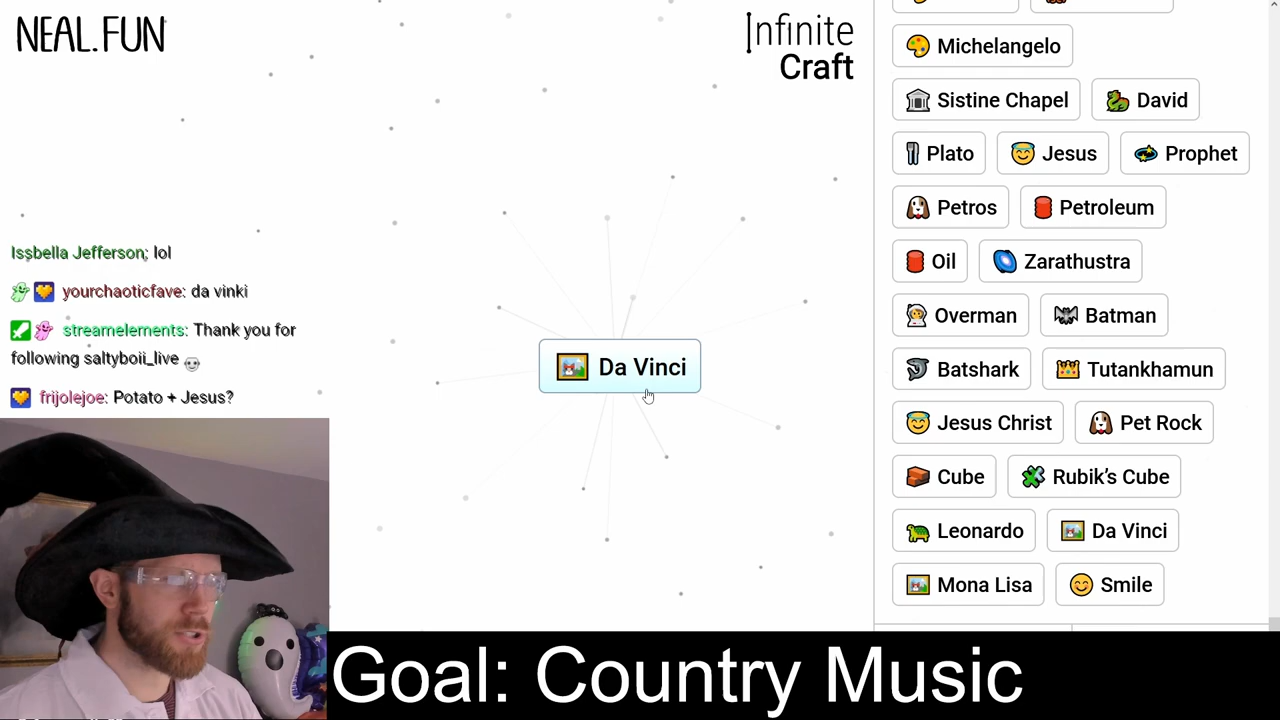 NEAL.FUN
Infinite
Craft
Michelangelo
Sistine Chapel
David
Plato
Jesus
Prophet
Petros
Petroleum
Oil
Zarathustra
Overman
Batman
Batshark
Tutankhamun
Jesus Christ
Pet Rock
Cube
Rubik’s Cube
Leonardo
Da Vinci
Mona Lisa
Smile
Da Vinci
Issbella Jefferson: lol
yourchaoticfave: da vinki
streamelements: Thank you for
following saltyboii_live
frijolejoe: Potato + Jesus?
Goal: Country Music